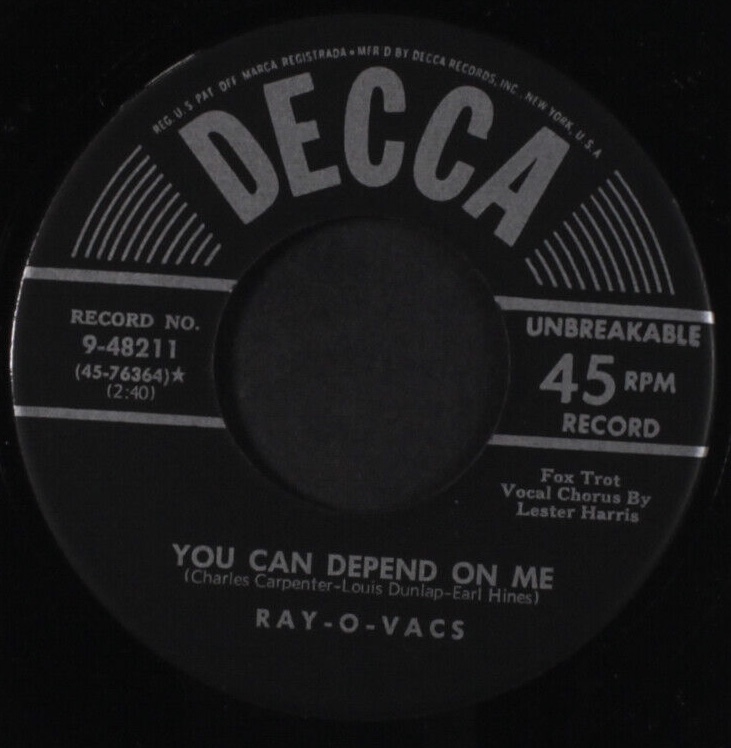 REG. U.S. PAT. OFF. MARCA REGISTRADA • MFR'D BY DECCA RECORDS, INC., NEW YORK, U.S.A.
DECCA
RECORD NO.
9-48211
(45-76364)★
(2:40)
UNBREAKABLE
45 RPM
RECORD
Fox Trot
Vocal Chorus By
Lester Harris
YOU CAN DEPEND ON ME
(Charles Carpenter-Louis Dunlap-Earl Hines)
RAY-O-VACS